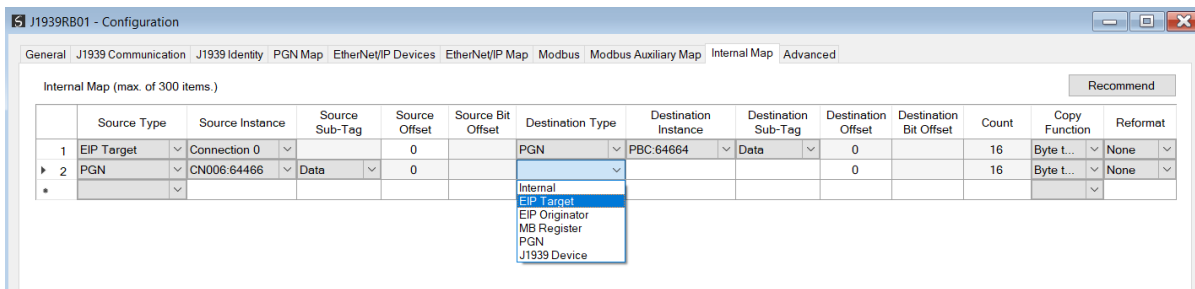 J1939RB01 - Configuration
General J1939 Communication J1939 Identity PGN Map EtherNet/IP Devices EtherNet/IP Map Modbus Modbus Auxiliary Map Internal Map Advanced
Internal Map (max. of 300 items.) Recommend
Source Type Source Instance Source Sub-Tag Source Offset Source Bit Offset Destination Type Destination Instance Destination Sub-Tag Destination Offset Destination Bit Offset Count Copy Function Reformat
1 EIP Target Connection 0 0 PGN PBC:64664 Data 0 16 Byte t... None
2 PGN CN006:64466 Data 0 0 16 Byte t... None
Internal
EIP Target
EIP Originator
MB Register
PGN
J1939 Device